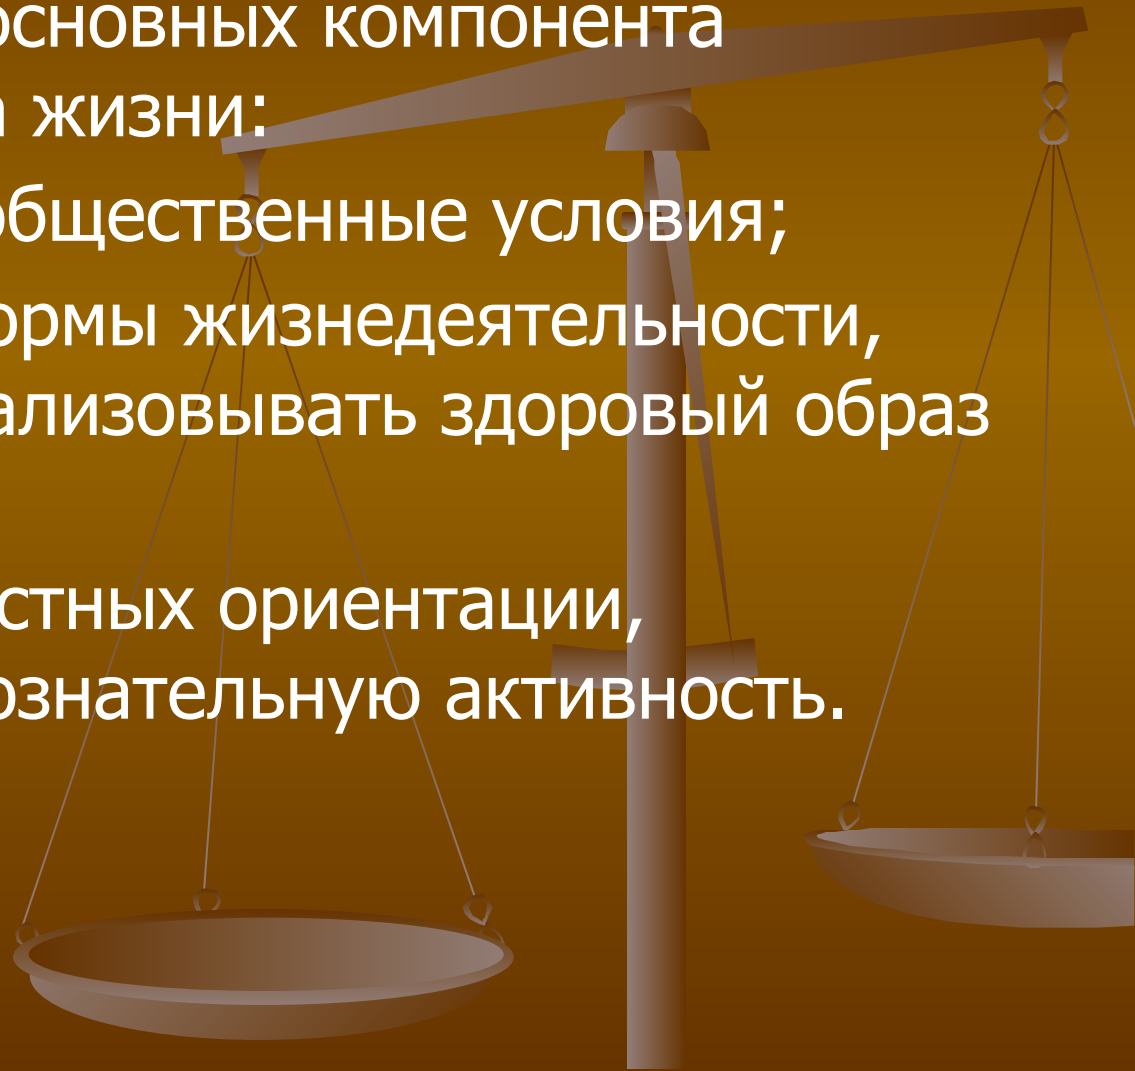 основных компонента
жизни:
общественные условия;
ормы жизнедеятельности,
ализовывать здоровый образ
стных ориентации,
ознательную активность.